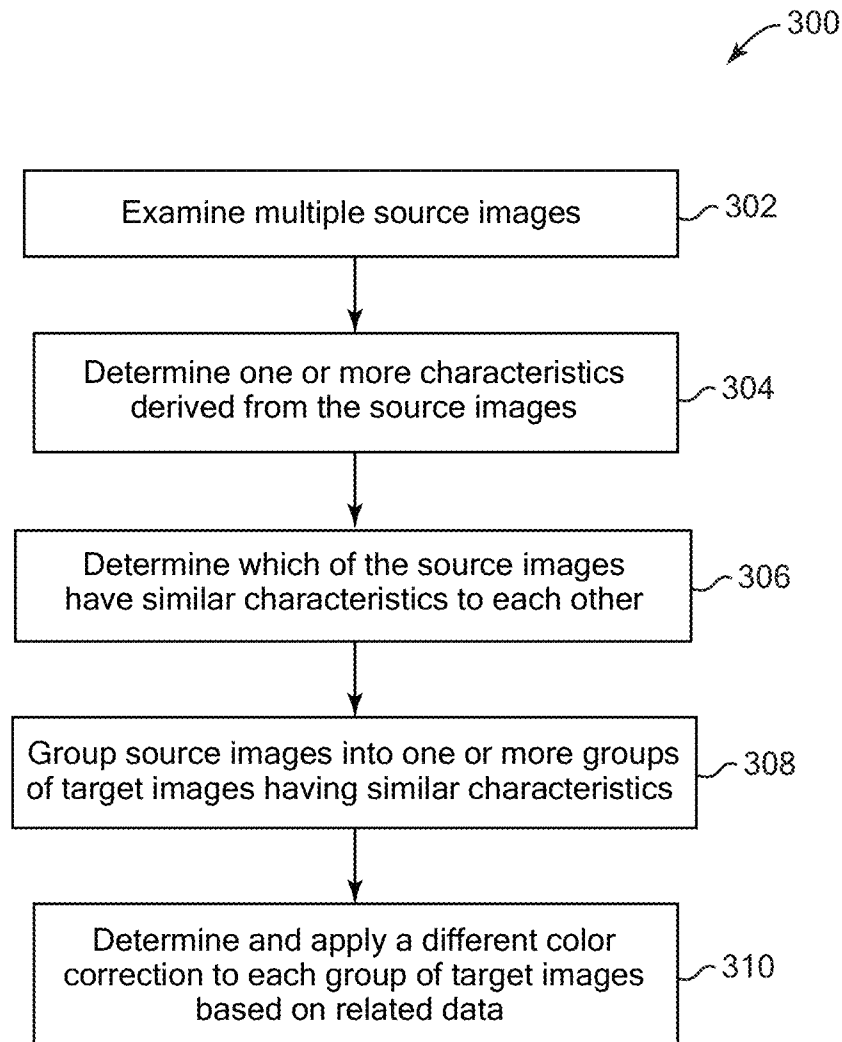 300
Examine multiple source images
302
Determine one or more characteristics
derived from the source images
304
Determine which of the source images
have similar characteristics to each other
306
Group source images into one or more groups
of target images having similar characteristics
308
Determine and apply a different color
correction to each group of target images
based on related data
310